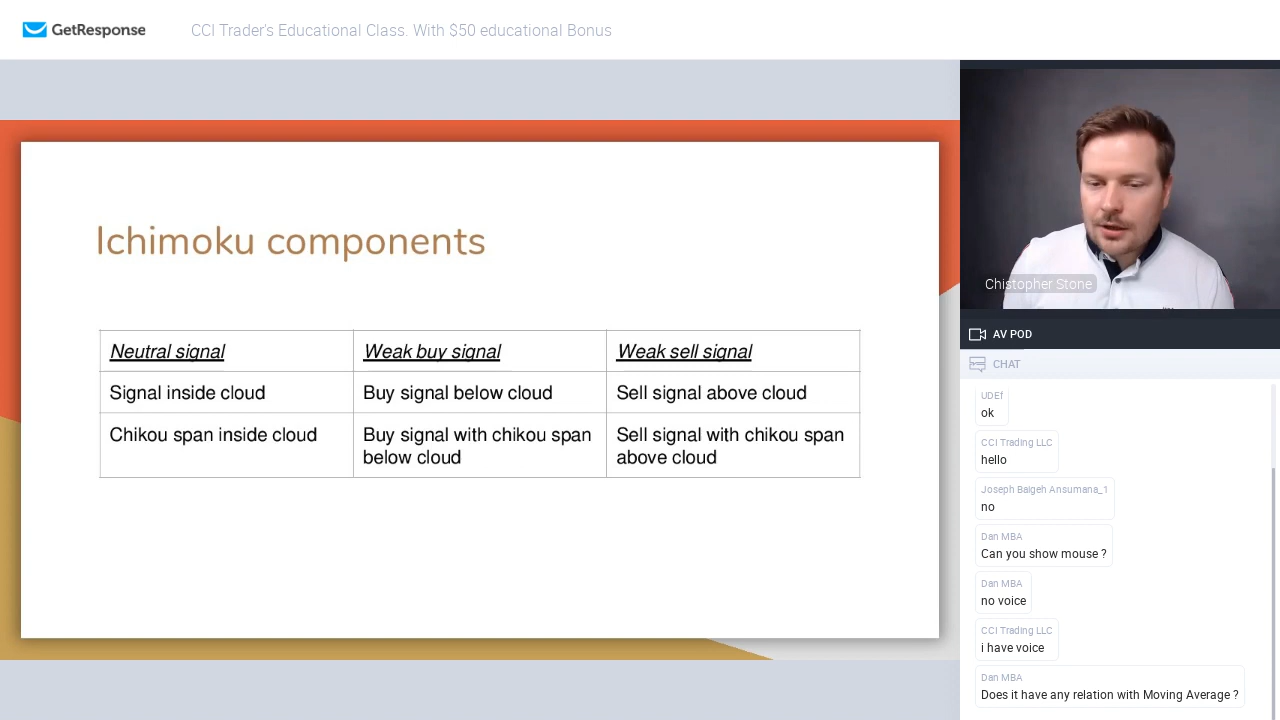 GetResponse
CCI Trader's Educational Class. With $50 educational Bonus
Ichimoku components
Neutral signal
Weak buy signal
Weak sell signal
Signal inside cloud
Buy signal below cloud
Sell signal above cloud
Chikou span inside cloud
Buy signal with chikou span
below cloud
Sell signal with chikou span
above cloud
Chistopher Stone
AV POD
CHAT
UDEf
ok
CCI Trading LLC
hello
Joseph Baigeh Ansumana_1
no
Dan MBA
Can you show mouse ?
Dan MBA
no voice
CCI Trading LLC
i have voice
Dan MBA
Does it have any relation with Moving Average ?